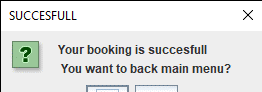 SUCCESFULL
Your booking is succesfull
You want to back main menu?